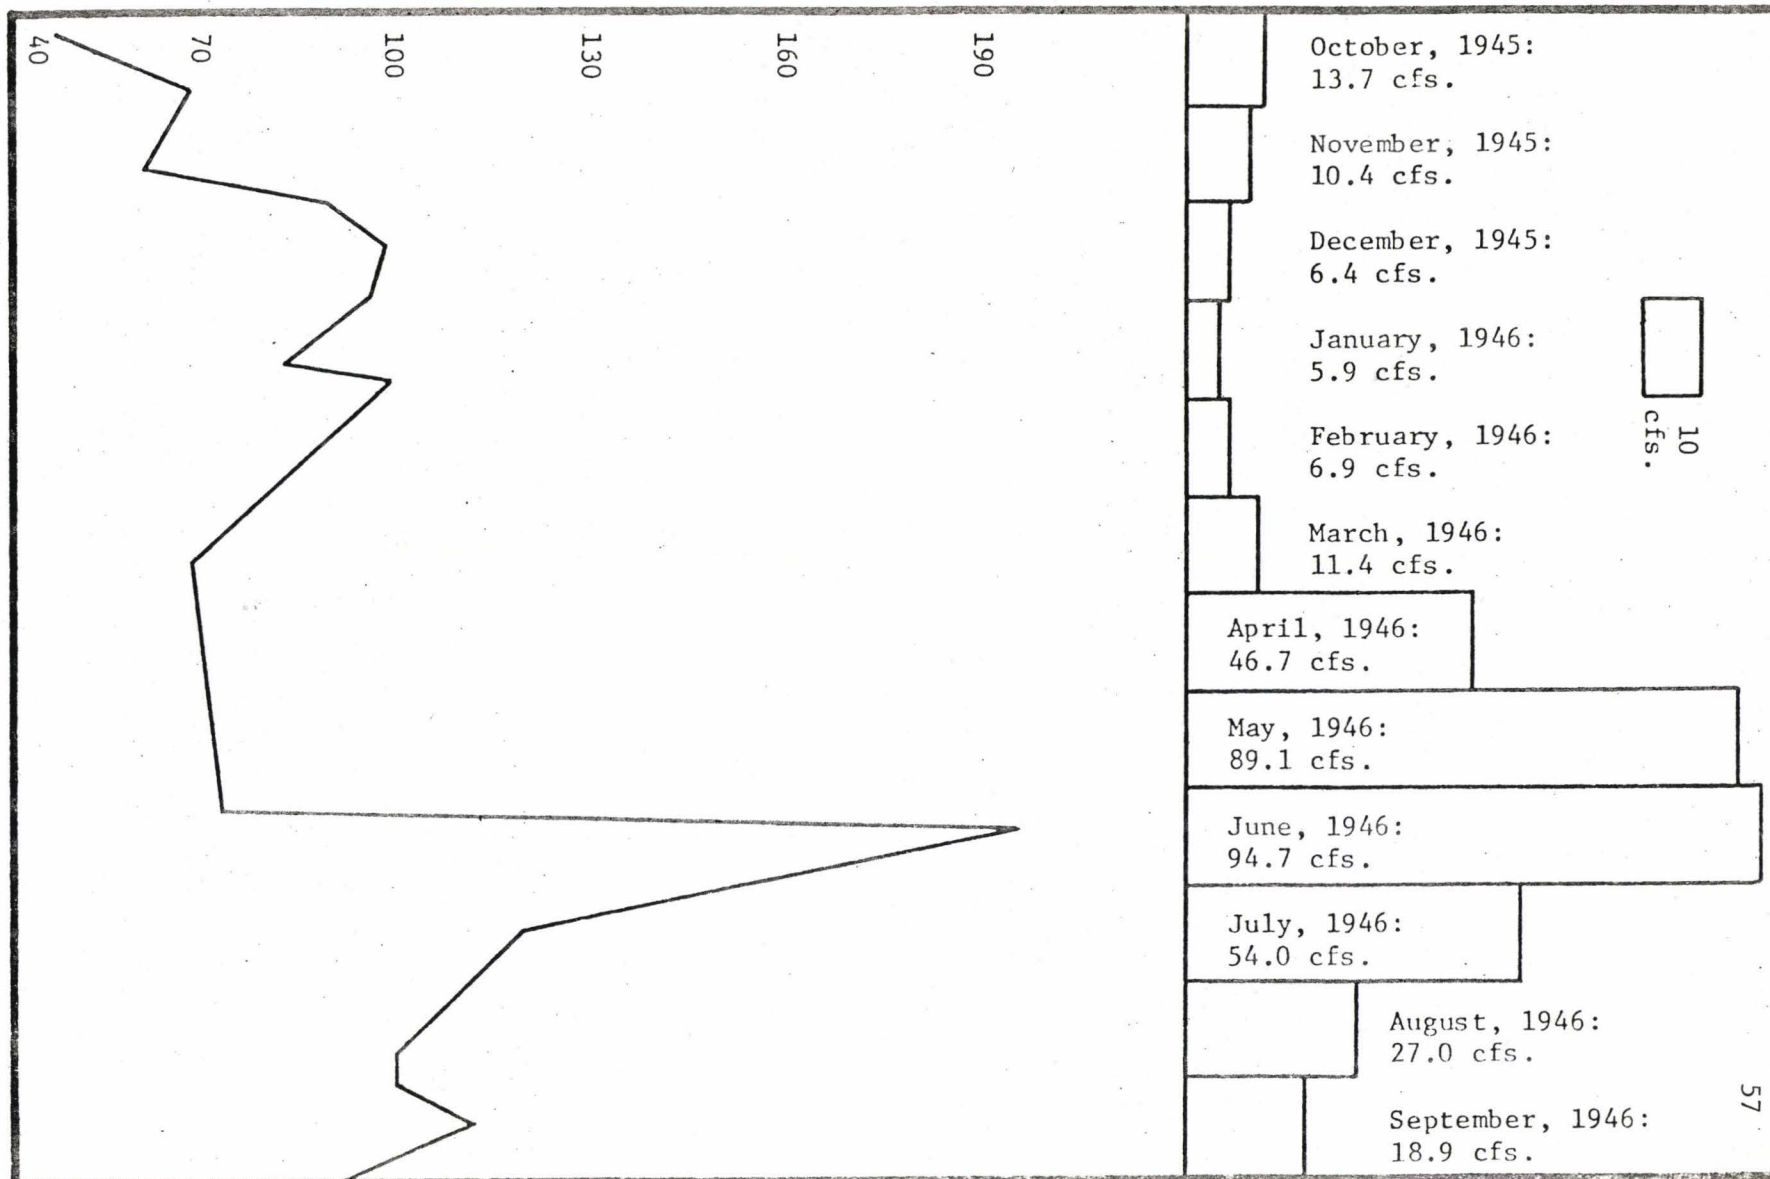 40
70
100
130
160
190
October, 1945:
13.7 cfs.
November, 1945:
10.4 cfs.
December, 1945:
6.4 cfs.
January, 1946:
5.9 cfs.
February, 1946:
6.9 cfs.
March, 1946:
11.4 cfs.
April, 1946:
46.7 cfs.
May, 1946:
89.1 cfs.
June, 1946:
94.7 cfs.
July, 1946:
54.0 cfs.
August, 1946:
27.0 cfs.
September, 1946:
18.9 cfs.
10
cfs.
57